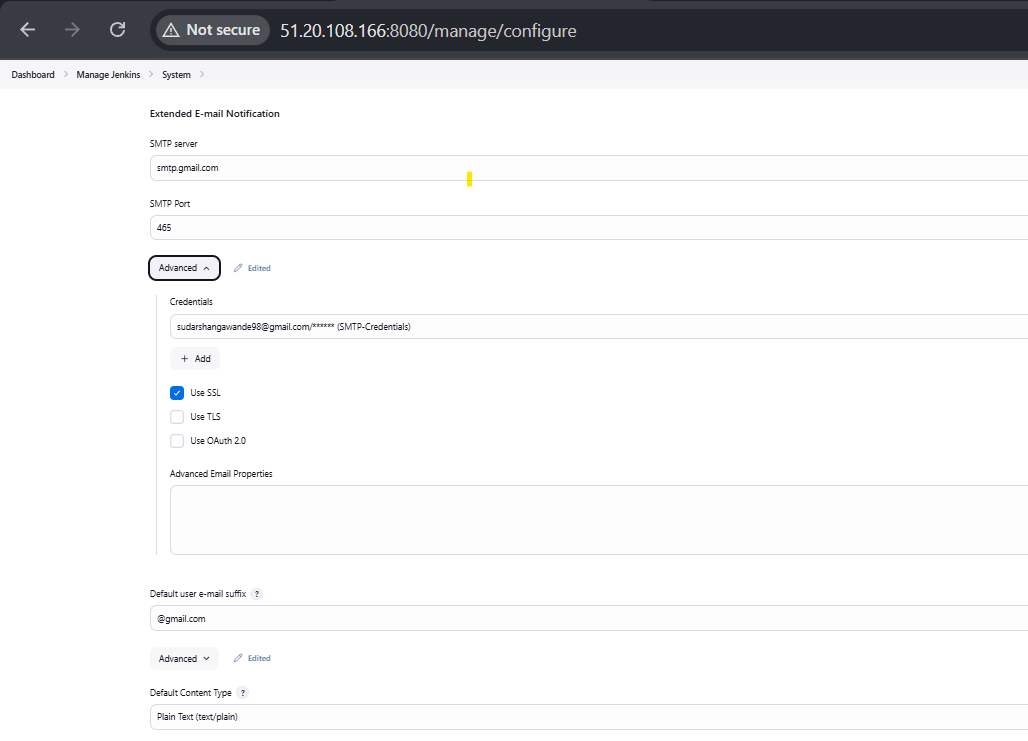 Not secure 51.20.108.166:8080/manage/configure
Dashboard > Manage Jenkins > System >
Extended E-mail Notification
SMTP server
smtp.gmail.com
SMTP Port
465
Advanced Edited
Credentials
sudarshangawande98@gmail.com/****** (SMTP-Credentials)
+ Add
Use SSL
Use TLS
Use OAuth 2.0
Advanced Email Properties
Default user e-mail suffix ?
@gmail.com
Advanced Edited
Default Content Type ?
Plain Text (text/plain)